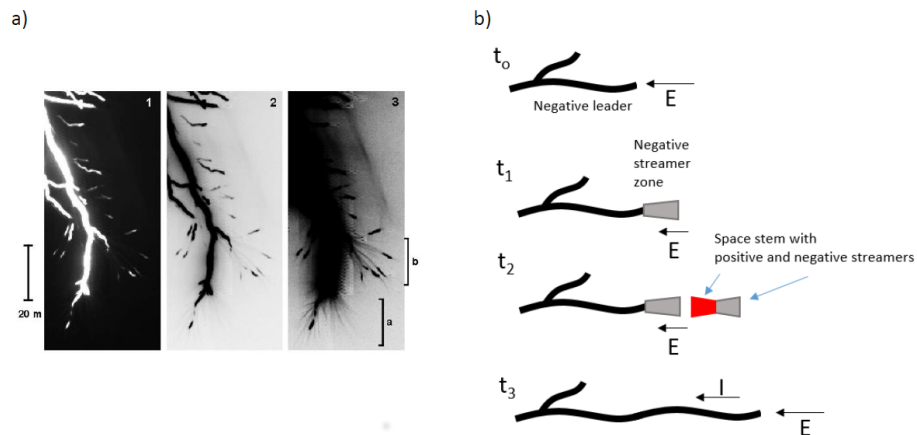 a)
1
2
3
20 m
b
a
b)
to
E
Negative leader
t1
Negative
streamer
zone
E
t2
Space stem with
positive and negative streamers
E
t3
I
E